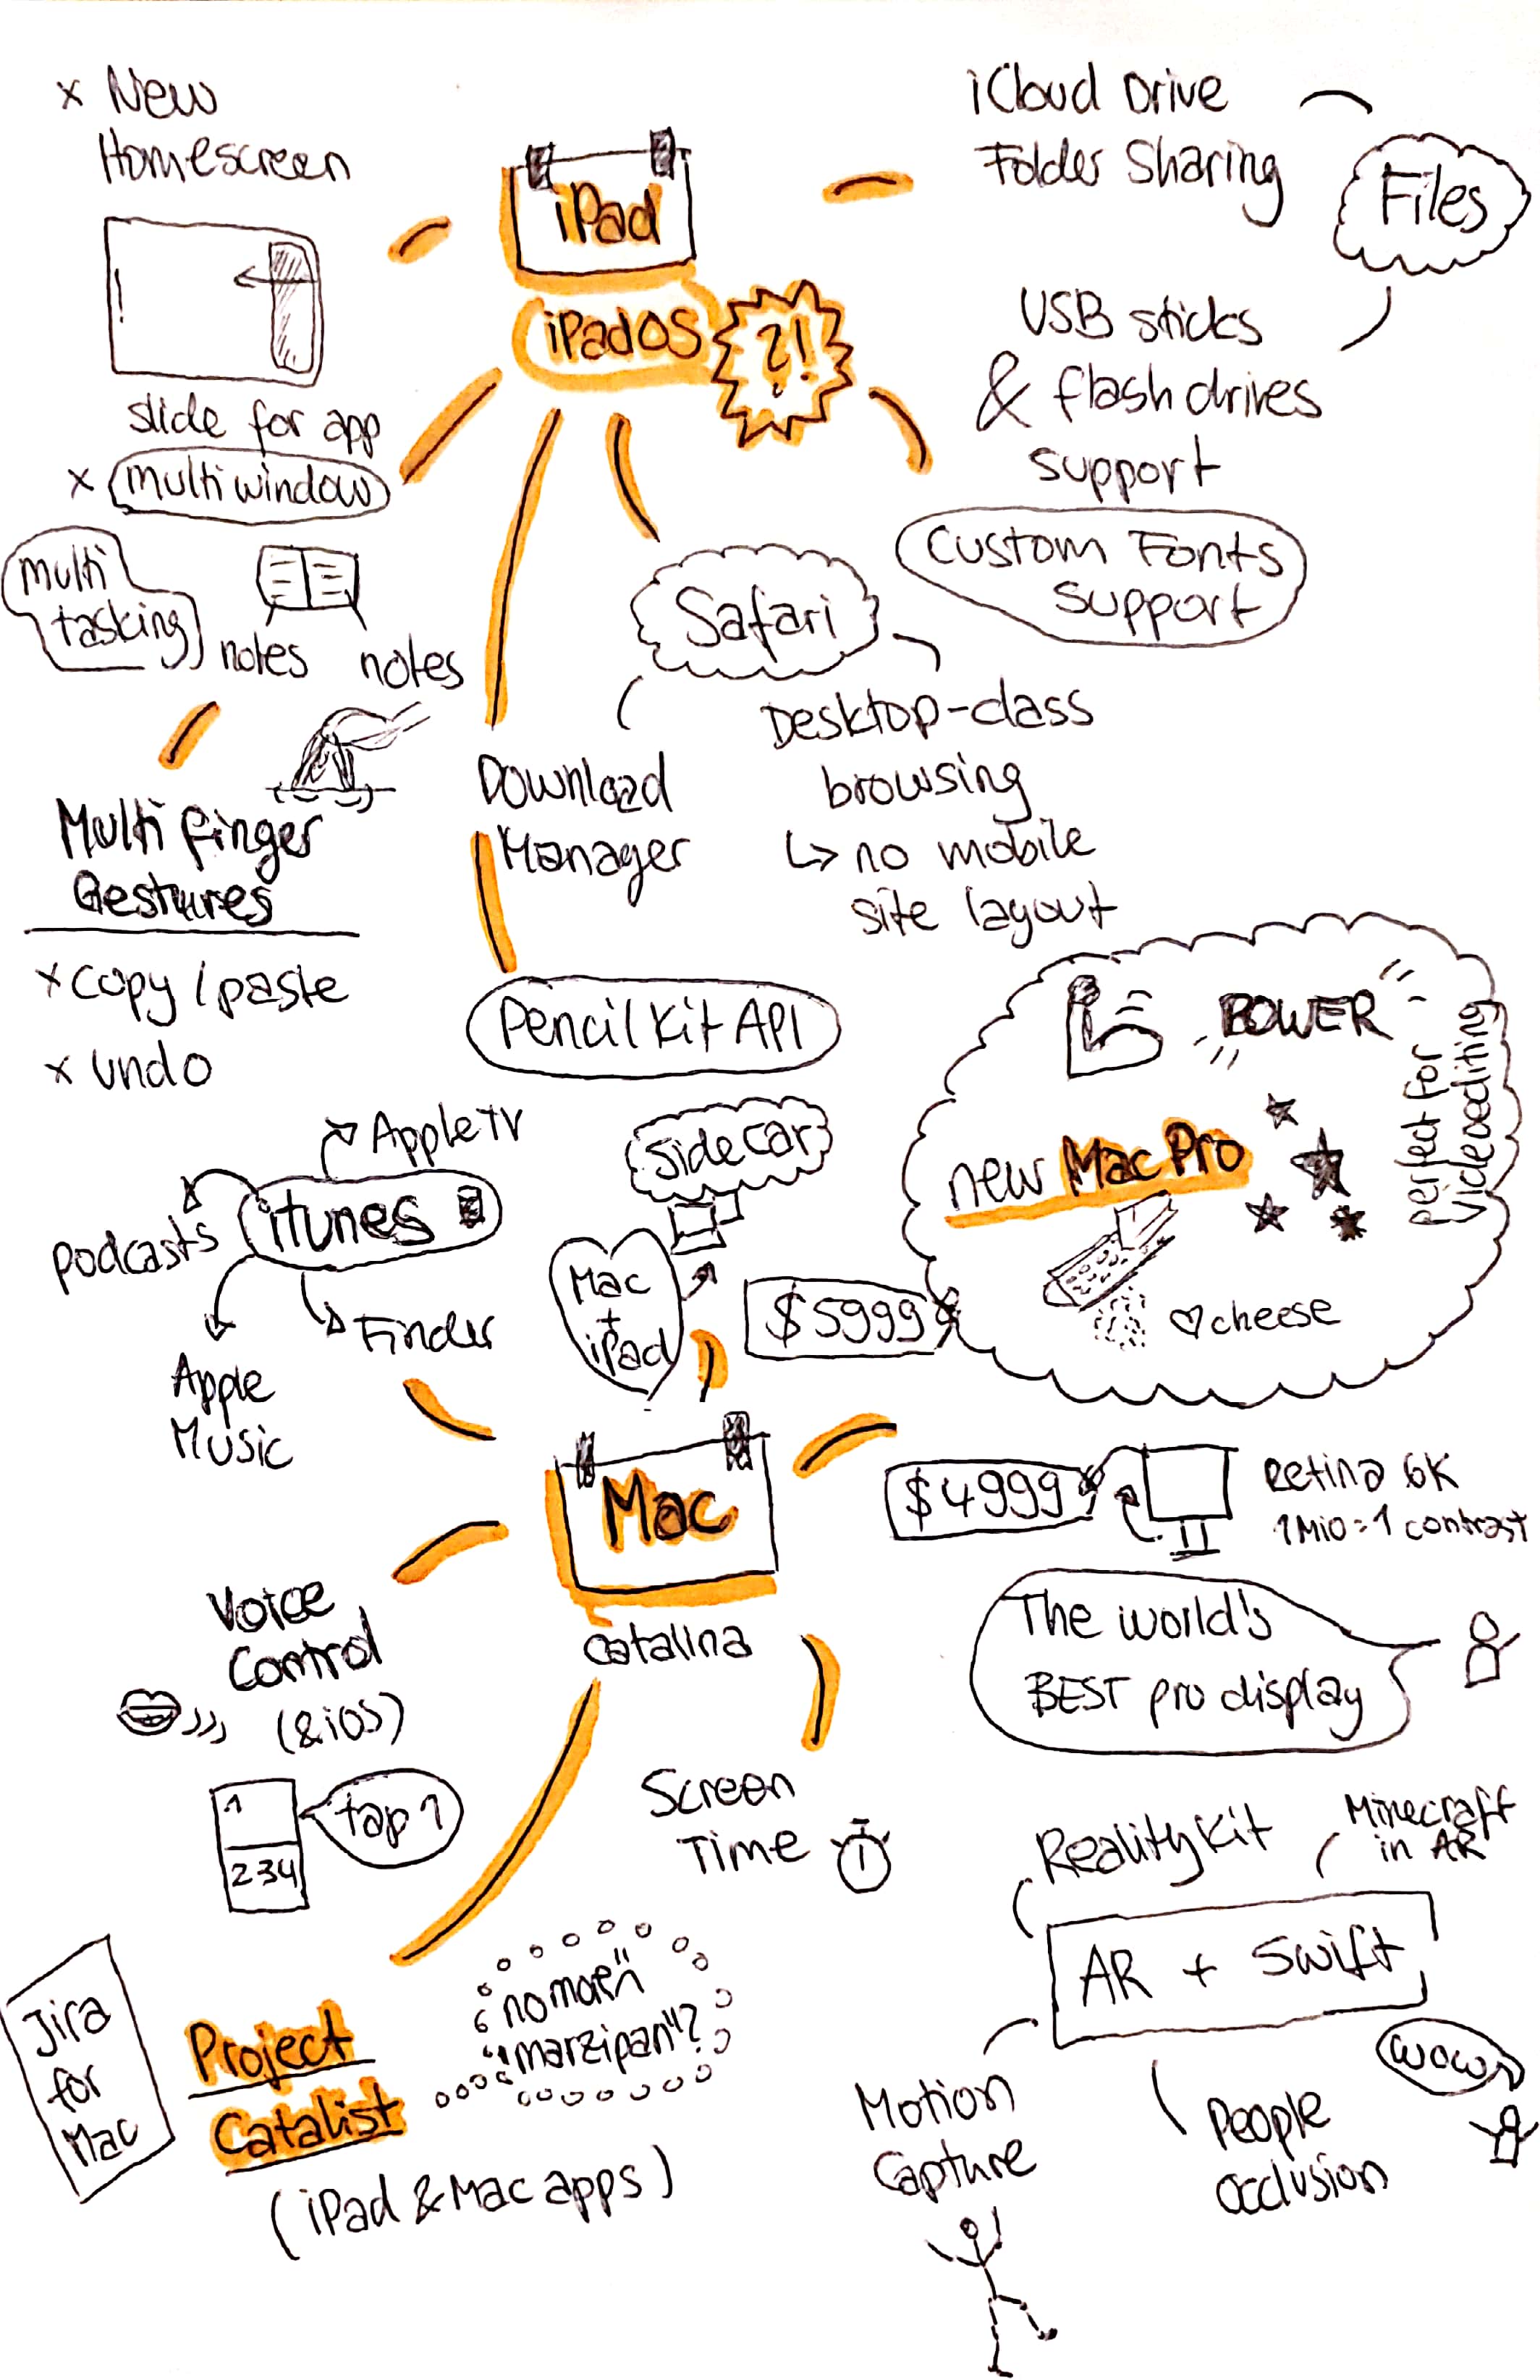 x New
Homescreen
slide for app
x multi window
multi
tasking
notes notes
Multi finger
Gestures
x copy / paste
x undo
iPad
iPadOS
?!
iCloud Drive
Folder Sharing
Files
USB sticks
& flash drives
support
Custom Fonts
Support
Safari
Desktop-class
browsing
↳ no mobile
site layout
Download
Manager
Pencil Kit API
POWER
Perfect for
Videoediting
new Mac Pro
♡ cheese
$5999
AppleTV
itunes
podcasts
Finder
Apple
Music
Sidecar
Mac
+
iPad
Mac
Catalina
$4999
Retina 6K
1Mio:1 contrast
The world's
BEST pro display
Voice
Control
(&iOS)
1
234
tap 1
Screen
Time
Jira
for
Mac
Project
Catalist
(iPad & Mac apps)
"no more"
"marzipan"?
RealityKit
Minecraft
in AR
AR + Swift
wow
Motion
Capture
People
occlusion